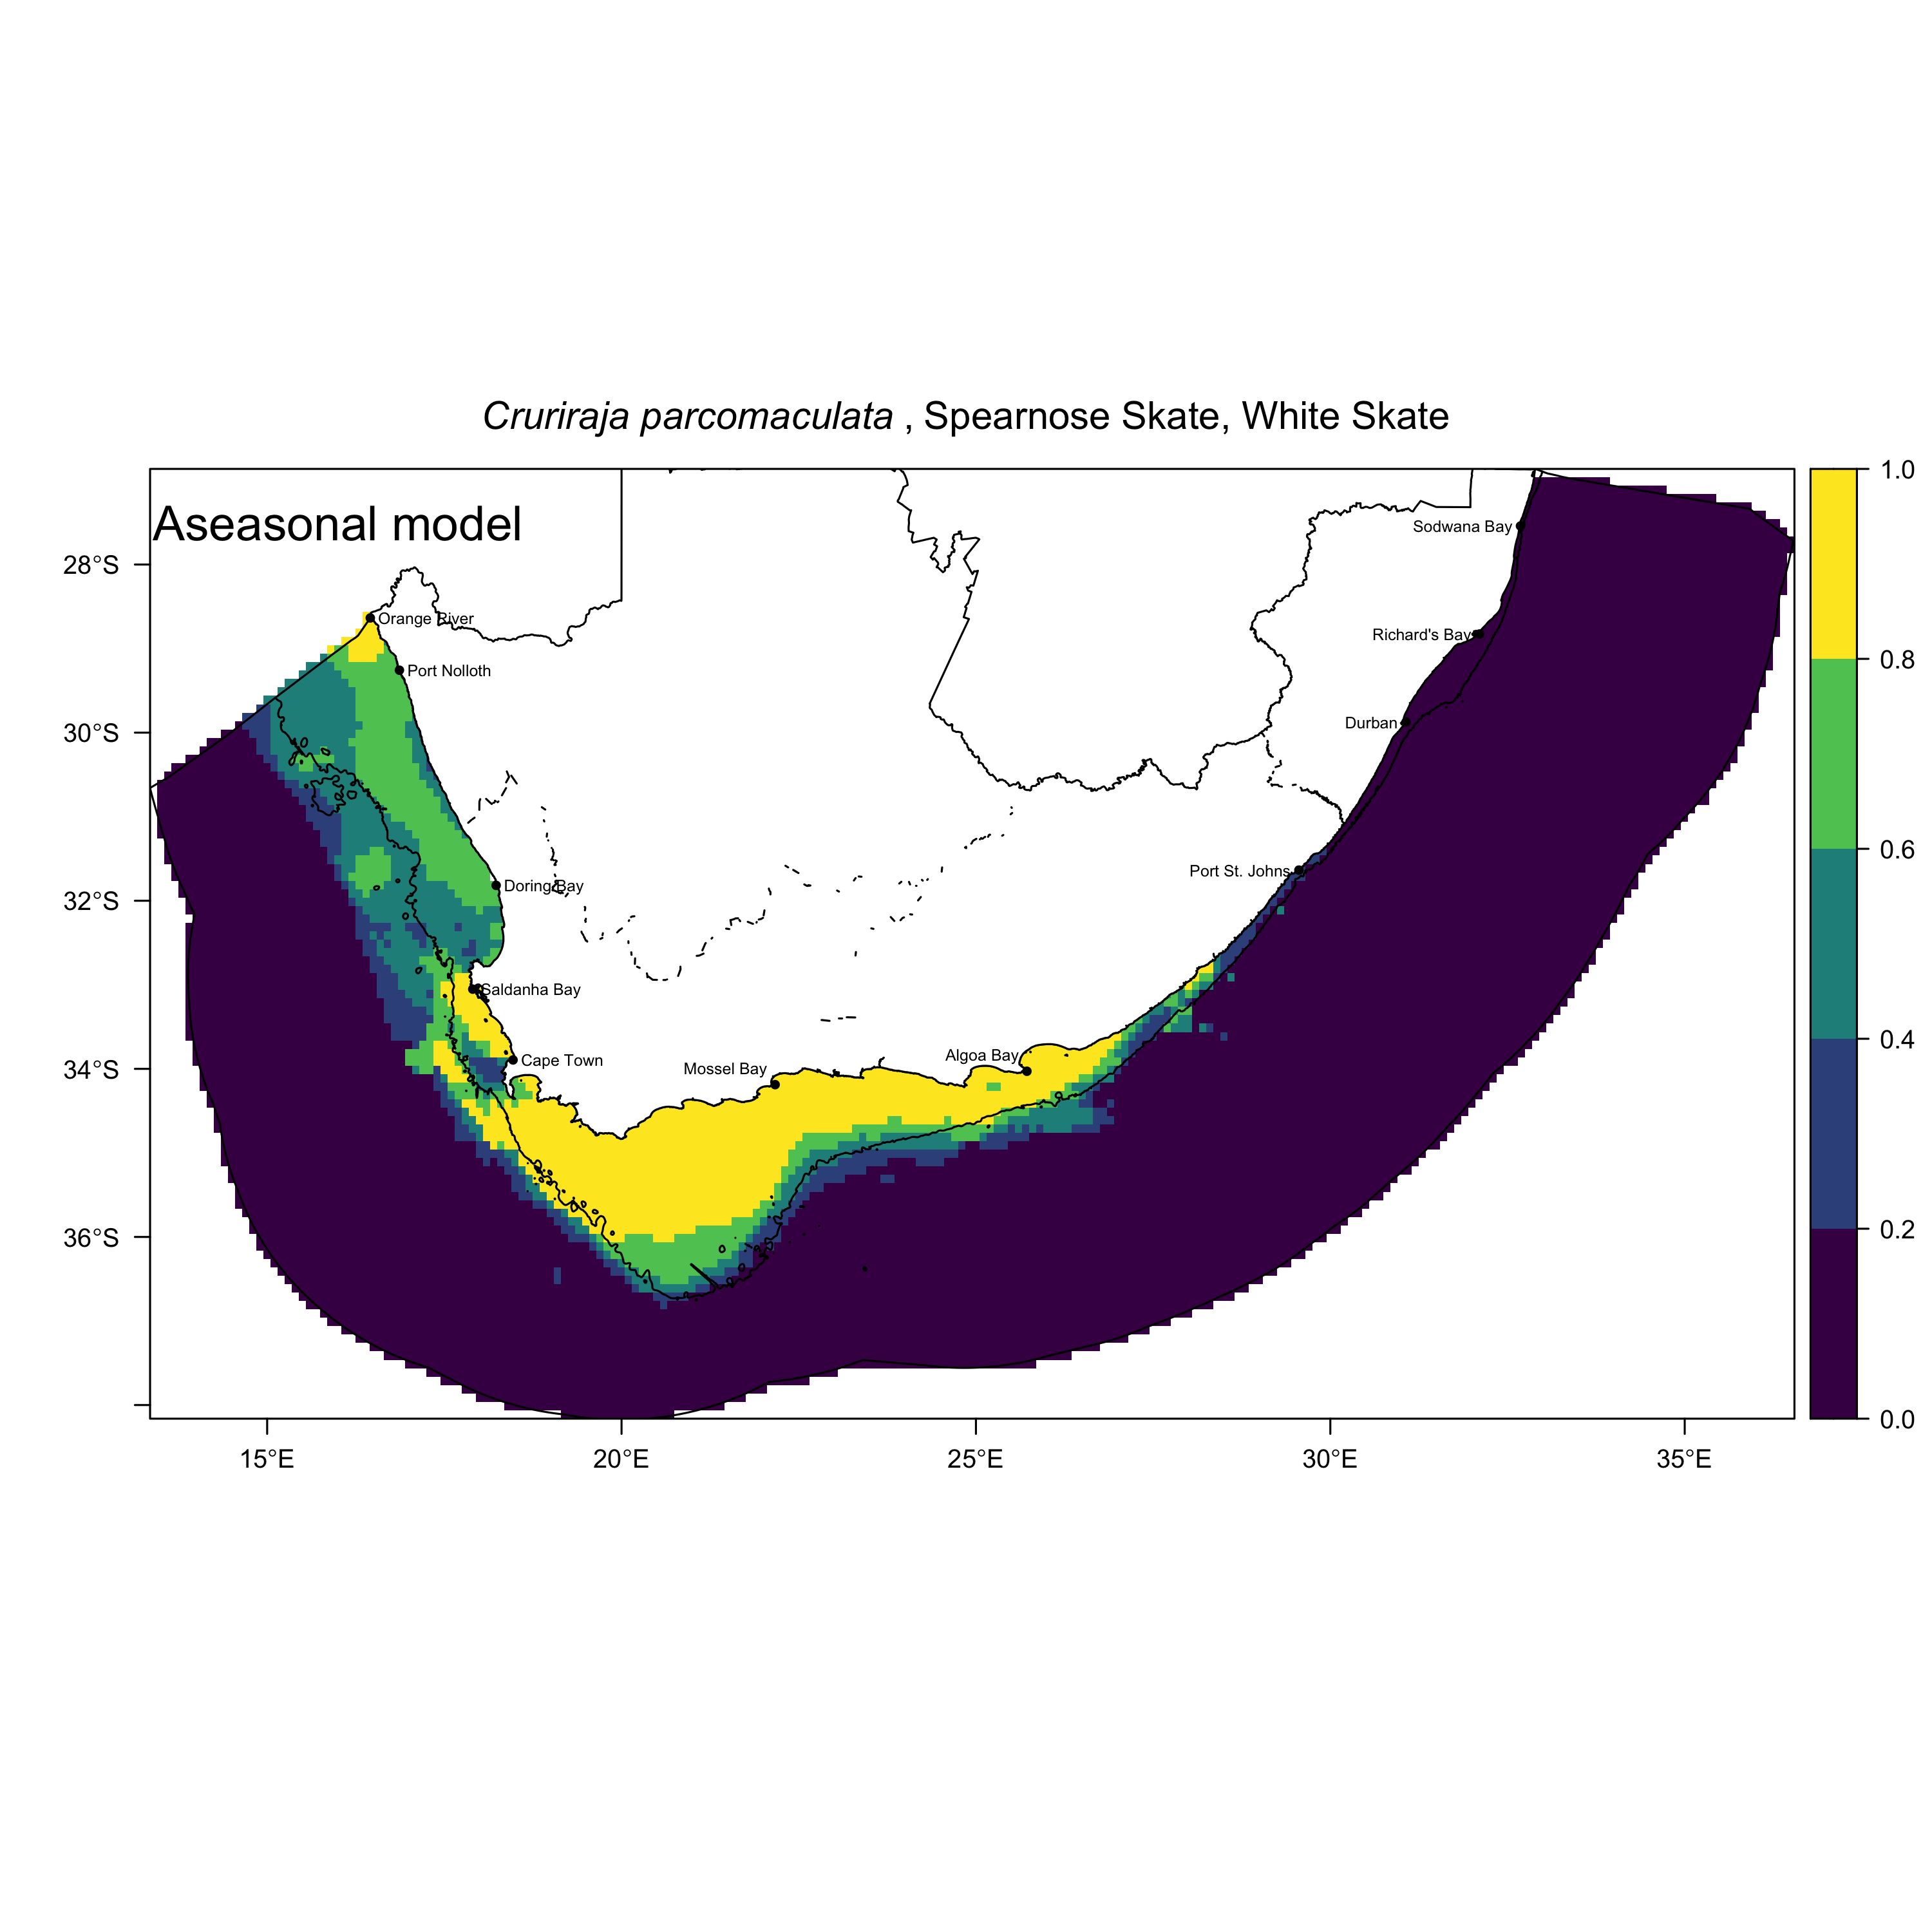 Cruriraja parcomaculata , Spearnose Skate, White Skate
Aseasonal model
1.0
0.8
0.6
0.4
0.2
0.0
28°S
30°S
32°S
34°S
36°S
Sodwana Bay
Orange River
Richard's Bay
Port Nolloth
Durban
Port St. Johns
Doring Bay
Saldanha Bay
Cape Town
Algoa Bay
Mossel Bay
15°E
20°E
25°E
30°E
35°E